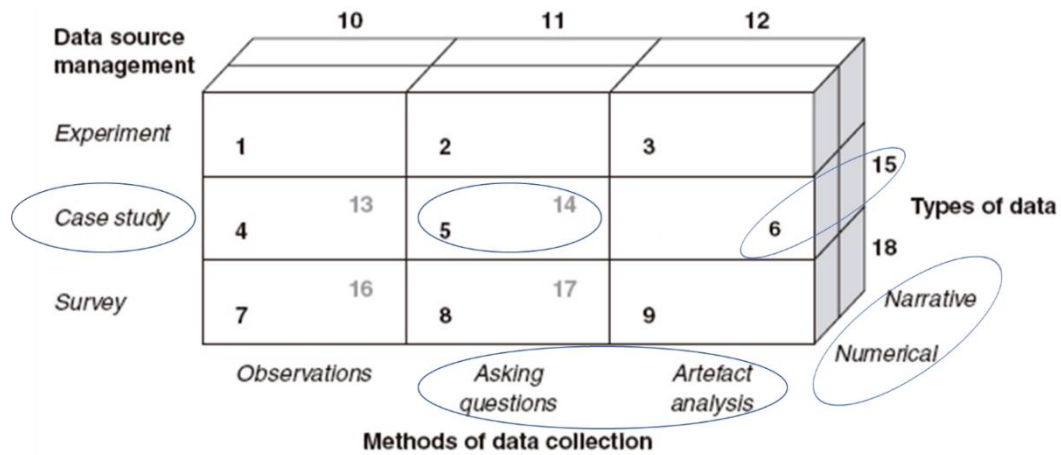 10 11 12
Data source
management
Experiment
1 2 3
15
Case study
13 14
4 5 6
Types of data
18
Survey
16 17
7 8 9
Narrative
Numerical
Observations
Asking
questions
Artefact
analysis
Methods of data collection